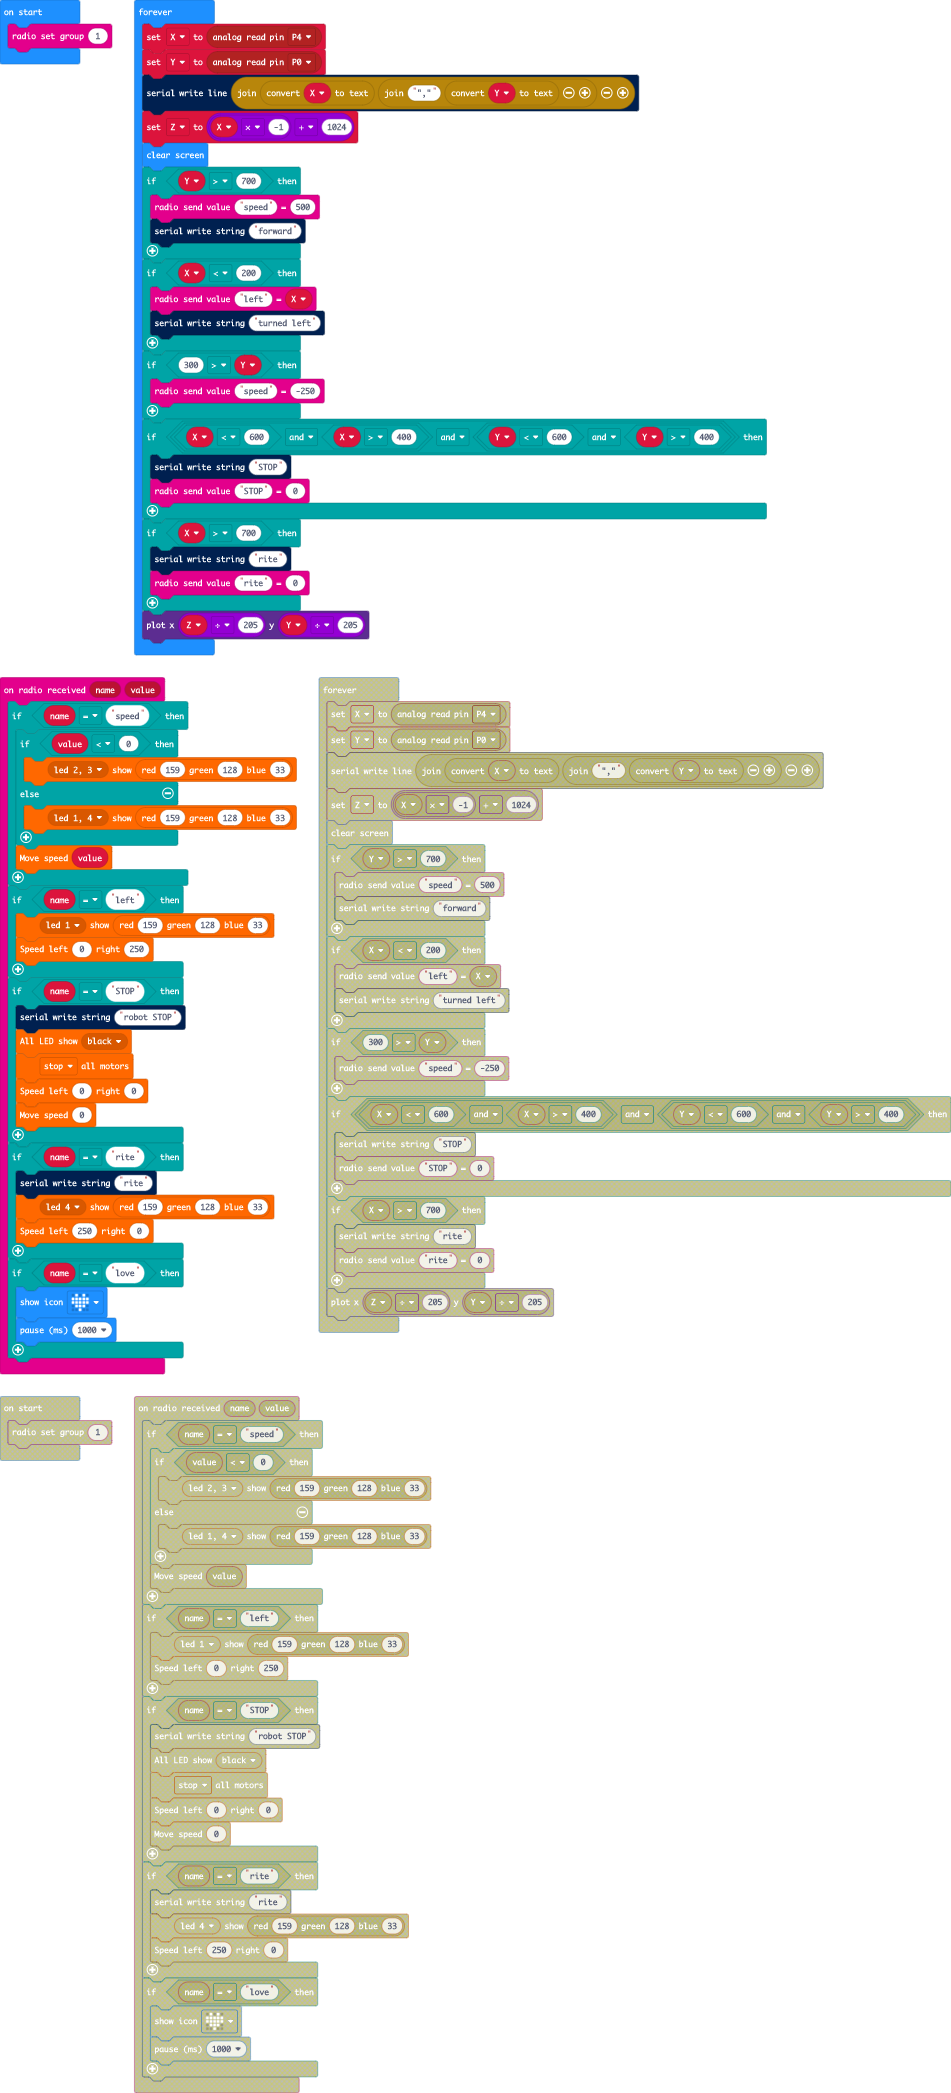 on start
radio set group 1
forever
set X to analog read pin P4
set Y to analog read pin P0
serial write line join convert X to text join "," convert Y to text
set Z to X × -1 + 1024
clear screen
if Y > 700 then
radio send value "speed" = 500
serial write string "forward"
if X < 200 then
radio send value "left" = X
serial write string "turned left"
if 300 > Y then
radio send value "speed" = -250
if X < 600 and X > 400 and Y < 600 and Y > 400 then
serial write string "STOP"
radio send value "STOP" = 0
if X > 700 then
serial write string "rite"
radio send value "rite" = 0
plot x Z ÷ 205 y Y ÷ 205
on radio received name value
if name = "speed" then
if value < 0 then
led 2, 3 show red 159 green 128 blue 33
else
led 1, 4 show red 159 green 128 blue 33
Move speed value
if name = "left" then
led 1 show red 159 green 128 blue 33
Speed left 0 right 250
if name = "STOP" then
serial write string "robot STOP"
All LED show black
stop all motors
Speed left 0 right 0
Move speed 0
if name = "rite" then
serial write string "rite"
led 4 show red 159 green 128 blue 33
Speed left 250 right 0
if name = "love" then
show icon
pause (ms) 1000
forever
set X to analog read pin P4
set Y to analog read pin P0
serial write line join convert X to text join "," convert Y to text
set Z to X × -1 + 1024
clear screen
if Y > 700 then
radio send value "speed" = 500
serial write string "forward"
if X < 200 then
radio send value "left" = X
serial write string "turned left"
if 300 > Y then
radio send value "speed" = -250
if X < 600 and X > 400 and Y < 600 and Y > 400 then
serial write string "STOP"
radio send value "STOP" = 0
if X > 700 then
serial write string "rite"
radio send value "rite" = 0
plot x Z ÷ 205 y Y ÷ 205
on start
radio set group 1
on radio received name value
if name = "speed" then
if value < 0 then
led 2, 3 show red 159 green 128 blue 33
else
led 1, 4 show red 159 green 128 blue 33
Move speed value
if name = "left" then
led 1 show red 159 green 128 blue 33
Speed left 0 right 250
if name = "STOP" then
serial write string "robot STOP"
All LED show black
stop all motors
Speed left 0 right 0
Move speed 0
if name = "rite" then
serial write string "rite"
led 4 show red 159 green 128 blue 33
Speed left 250 right 0
if name = "love" then
show icon
pause (ms) 1000